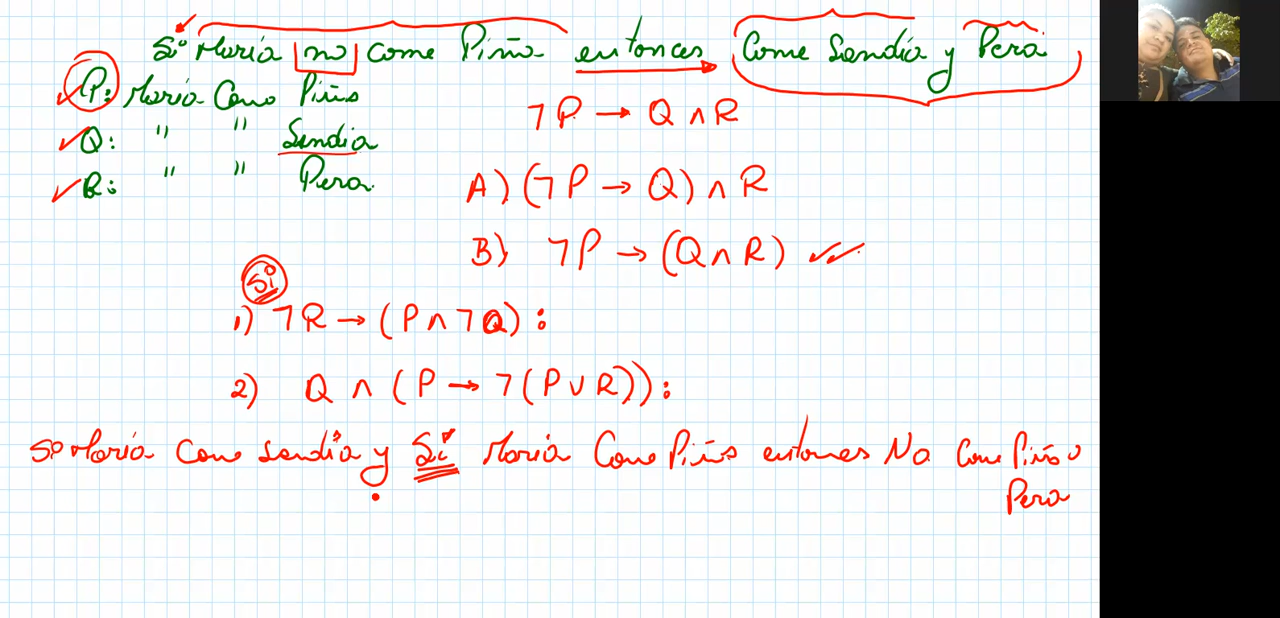 Si María no come Piña entonces Come Sandía y Pera
P: María Come Piña
¬P → Q ∧ R
Q: " " Sandia
R: " " Pera
A) (¬P → Q) ∧ R
B) ¬P → (Q ∧ R)
Si
1) ¬R → (P ∧ ¬Q) :
2) Q ∧ (P → ¬(P ∨ R)) :
Si María Come Sandía y Si María Come Piña entonces No Come Piña o
Pera